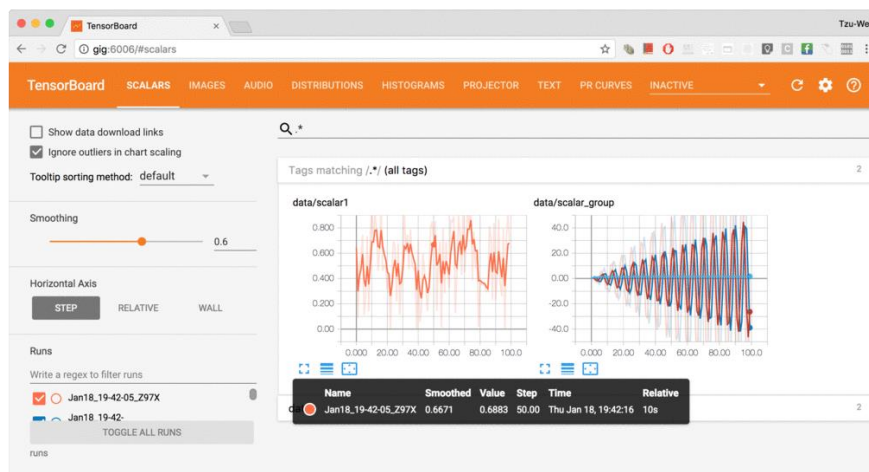 TensorBoard
Tzu-We
gig:6006/#scalars
TensorBoard SCALARS IMAGES AUDIO DISTRIBUTIONS HISTOGRAMS PROJECTOR TEXT PR CURVES INACTIVE
Show data download links
Ignore outliers in chart scaling
Tooltip sorting method: default
Smoothing
0.6
Horizontal Axis
STEP RELATIVE WALL
Runs
Write a regex to filter runs
Jan18_19-42-05_Z97X
Jan18_19-42-
TOGGLE ALL RUNS
runs
.*
Tags matching /.*/ (all tags) 2
data/scalar1
0.800
0.600
0.400
0.200
0.00
0.000 20.00 40.00 60.00 80.00 100.0
data/scalar_group
40.0
20.0
0.00
-20.0
-40.0
0.000 20.00 40.00 60.00 80.00 100.0
Name Smoothed Value Step Time Relative
Jan18_19-42-05_Z97X 0.6671 0.6883 50.00 Thu Jan 18, 19:42:16 10s
2